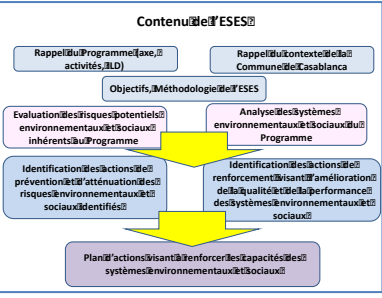 Contenu de l'ESES
Rappel du Programme (axe,
activités, ILD)
Rappel du contexte de la
Commune de Casablanca
Objectifs, Méthodologie de l'ESES
Evaluation des risques potentiels
environnementaux et sociaux
inhérents au Programme
Analyse des systèmes
environnementaux et sociaux du
Programme
Identification des actions de
prévention et d'atténuation des
risques environnementaux et
sociaux identifiés
Identification des actions de
renforcement visant l'amélioration
de la qualité et de la performance
des systèmes environnementaux et
sociaux
Plan d'actions visant à renforcer les capacités des
systèmes environnementaux et sociaux